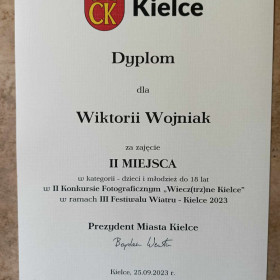 CK Kielce
Dyplom
dla
Wiktorii Wojniak
za zajęcie
II MIEJSCA
w kategorii - dzieci i młodzież do 18 lat
w II Konkursie Fotograficznym „Wiecz(trz)ne Kielce”
w ramach III Festiwalu Wiatru - Kielce 2023
Prezydent Miasta Kielce
Kielce, 25.09.2023 r.